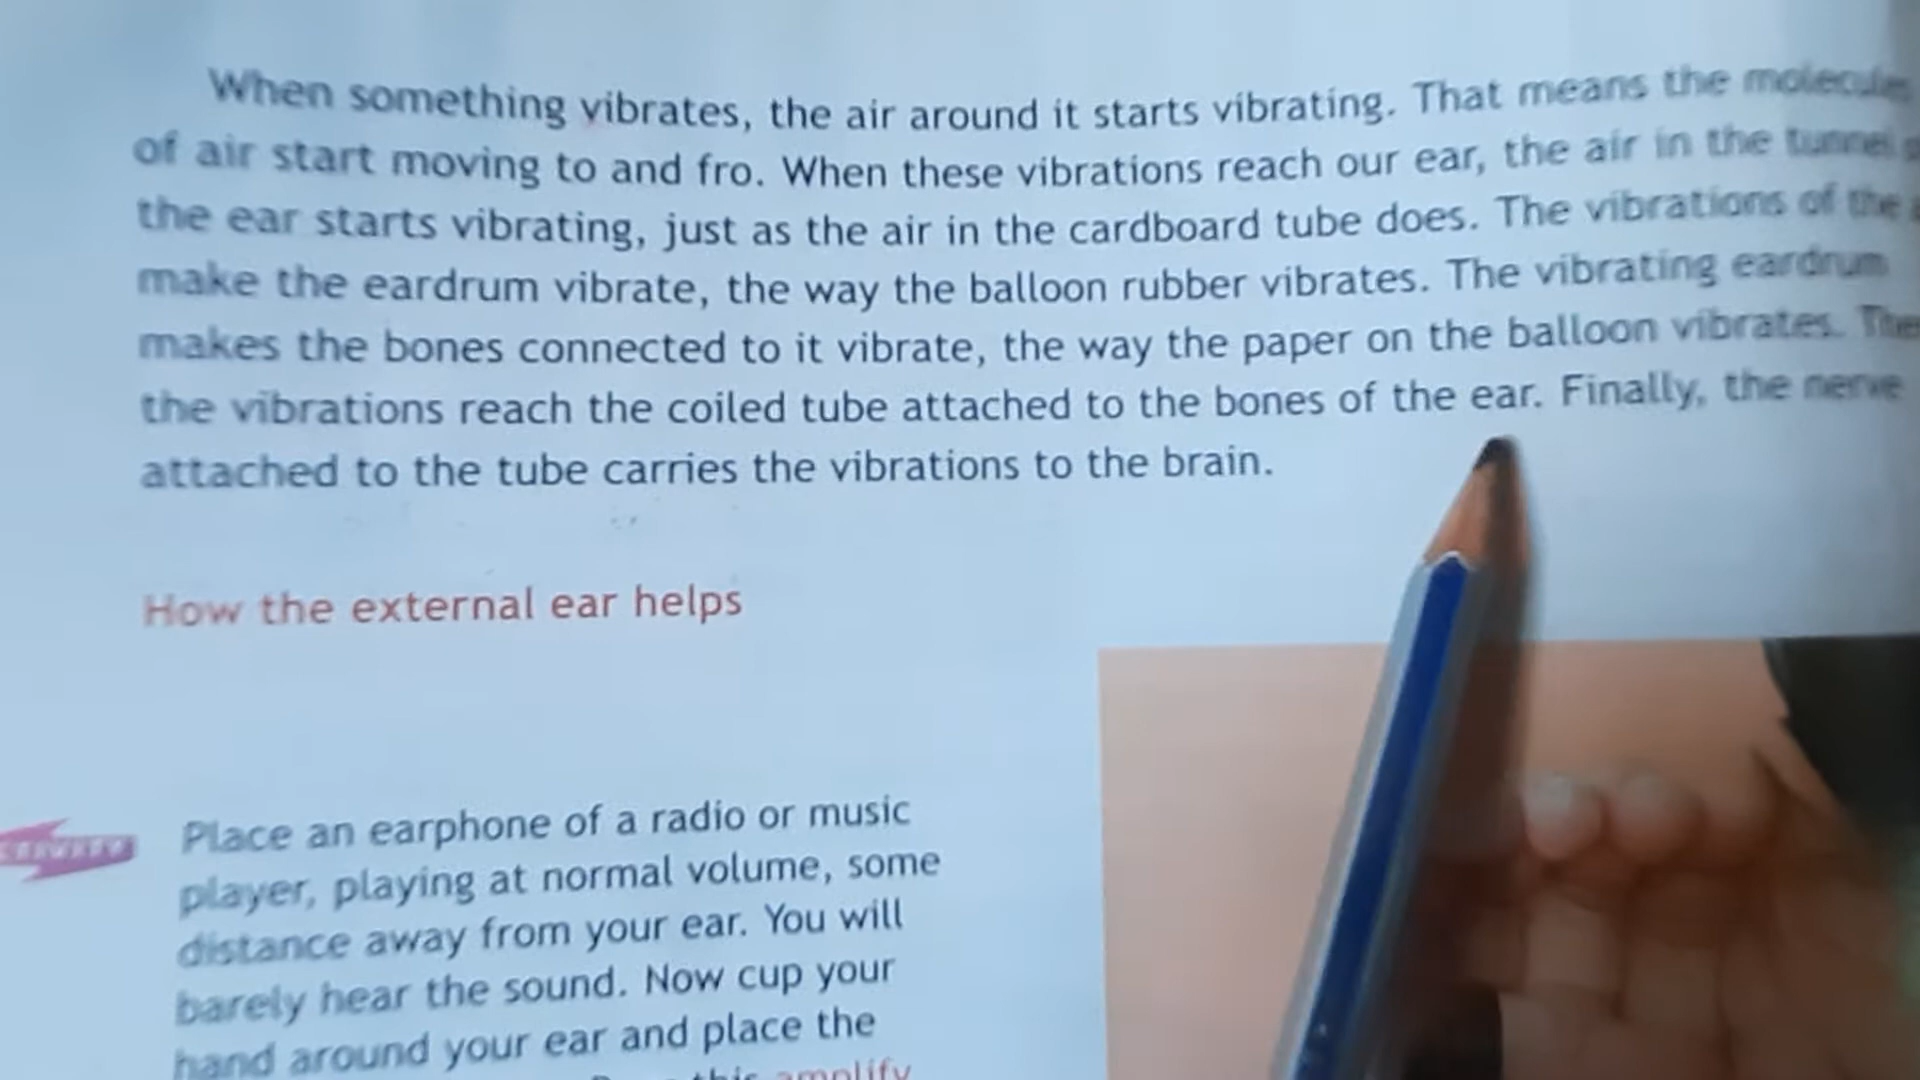 When something vibrates, the air around it starts vibrating. That means the
of air start moving to and fro. When these vibrations reach our ear, the air in the tunnel
the ear starts vibrating, just as the air in the cardboard tube does. The vibrations of the
make the eardrum vibrate, the way the balloon rubber vibrates. The vibrating eardrum
makes the bones connected to it vibrate, the way the paper on the balloon vibrates.
the vibrations reach the coiled tube attached to the bones of the ear. Finally, the nerve
attached to the tube carries the vibrations to the brain.
How the external ear helps
Place an earphone of a radio or music
player, playing at normal volume, some
distance away from your ear. You will
barely hear the sound. Now cup your
hand around your ear and place the
this amplify